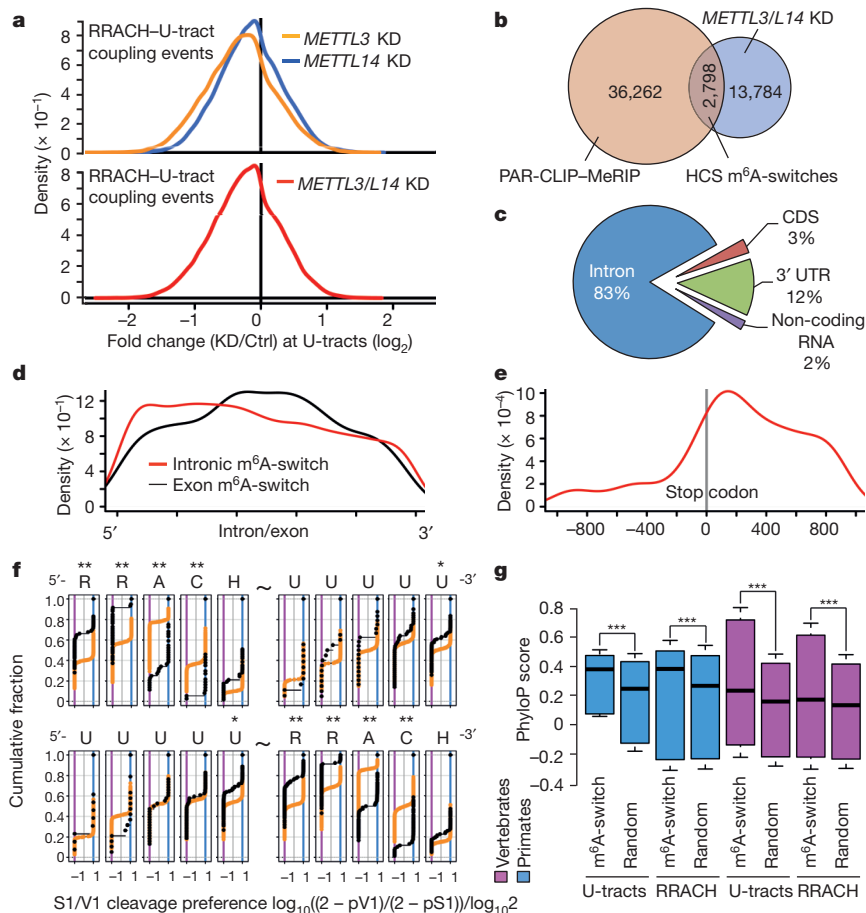 a
RRACH–U-tract
coupling events
METTL3 KD
METTL14 KD
8
6
4
2
0
RRACH–U-tract
coupling events
METTL3/L14 KD
8
6
4
2
0
Density (× 10⁻¹)
−2 −1 0 1 2
Fold change (KD/Ctrl) at U-tracts (log₂)
b
METTL3/L14 KD
36,262
2,798
13,784
PAR-CLIP–MeRIP
HCS m⁶A-switches
c
Intron
83%
CDS
3%
3′ UTR
12%
Non-coding
RNA
2%
d
Density (× 10⁻¹)
12
8
4
0
Intronic m⁶A-switch
Exon m⁶A-switch
5′ 3′
Intron/exon
e
Density (× 10⁻⁴)
10
8
6
4
2
0
Stop codon
−800 −400 0 400 800
f
** ** ** ** *
5′- R R A C H ~ U U U U U -3′
1.0
0.8
0.6
0.4
0.2
0
* ** ** ** **
5′- U U U U U ~ R R A C H -3′
1.0
0.8
0.6
0.4
0.2
0
Cumulative fraction
−1 1 −1 1 −1 1 −1 1 −1 1 −1 1 −1 1 −1 1 −1 1 −1 1
S1/V1 cleavage preference log₁₀((2 − pV1)/(2 − pS1))/log₁₀2
g
*** *** *** ***
PhyloP score
0.8
0.6
0.4
0.2
0
−0.2
−0.4
Vertebrates
Primates
m⁶A-switch Random m⁶A-switch Random m⁶A-switch Random m⁶A-switch Random
U-tracts RRACH U-tracts RRACH